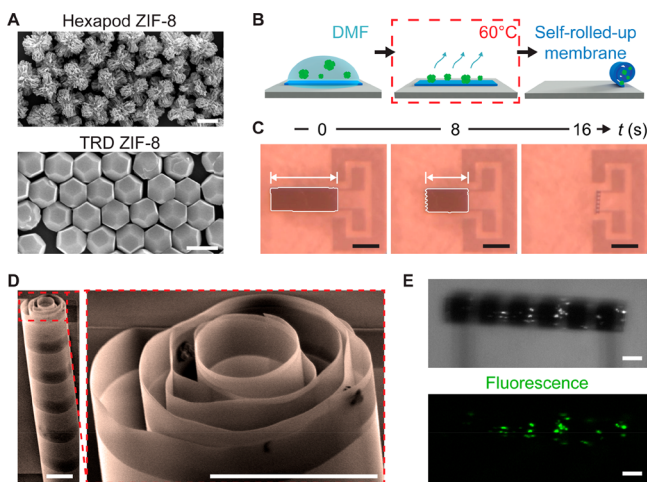 A
Hexapod ZIF-8
TRD ZIF-8
B
DMF
60°C
Self-rolled-up
membrane
C
0
8
16
t (s)
D
E
Fluorescence